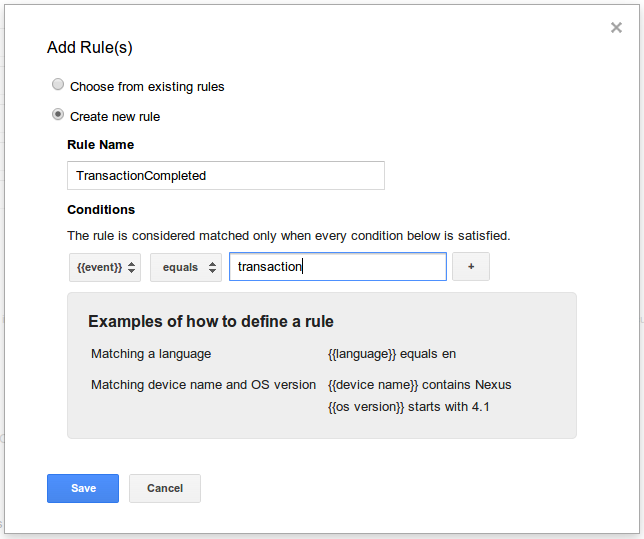 ×
Add Rule(s)
Choose from existing rules
Create new rule
Rule Name
TransactionCompleted
Conditions
The rule is considered matched only when every condition below is satisfied.
{{event}} equals transaction +
Examples of how to define a rule
Matching a language {{language}} equals en
Matching device name and OS version {{device name}} contains Nexus
{{os version}} starts with 4.1
Save Cancel